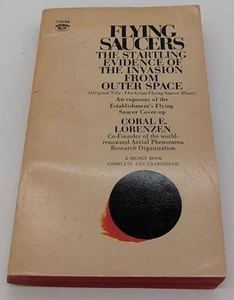 FLYING
SAUCERS
THE STARTLING
EVIDENCE OF
THE INVASION
FROM
OUTER SPACE
(Original Title: The Great Flying Saucer Hoax)
An exposure of the
Establishment's Flying
Saucer Cover-up
CORAL E.
LORENZEN
Co-Founder of the world-
renowned Aerial Phenomena
Research Organization
A SIGNET BOOK
COMPLETE AND UNABRIDGED